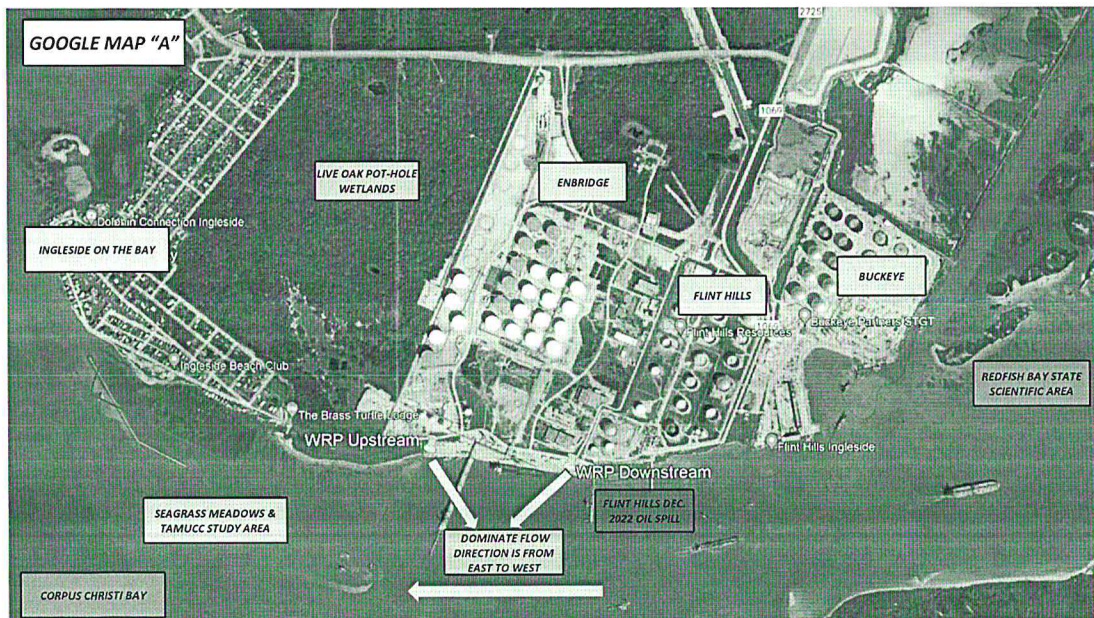 GOOGLE MAP "A"
2725
1069
LIVE OAK POT-HOLE
WETLANDS
ENBRIDGE
Dolphin Connection Ingleside
INGLESIDE ON THE BAY
FLINT HILLS
BUCKEYE
Flint Hills Resources
Buckeye Partners STCT
Ingleside Beach Club
REDFISH BAY STATE
SCIENTIFIC AREA
The Brass Turtle Lodge
WRP Upstream
Flint Hills Ingleside
WRP Downstream
SEAGRASS MEADOWS &
TAMUCC STUDY AREA
FLINT HILLS DEC.
2022 OIL SPILL
DOMINATE FLOW
DIRECTION IS FROM
EAST TO WEST
CORPUS CHRISTI BAY